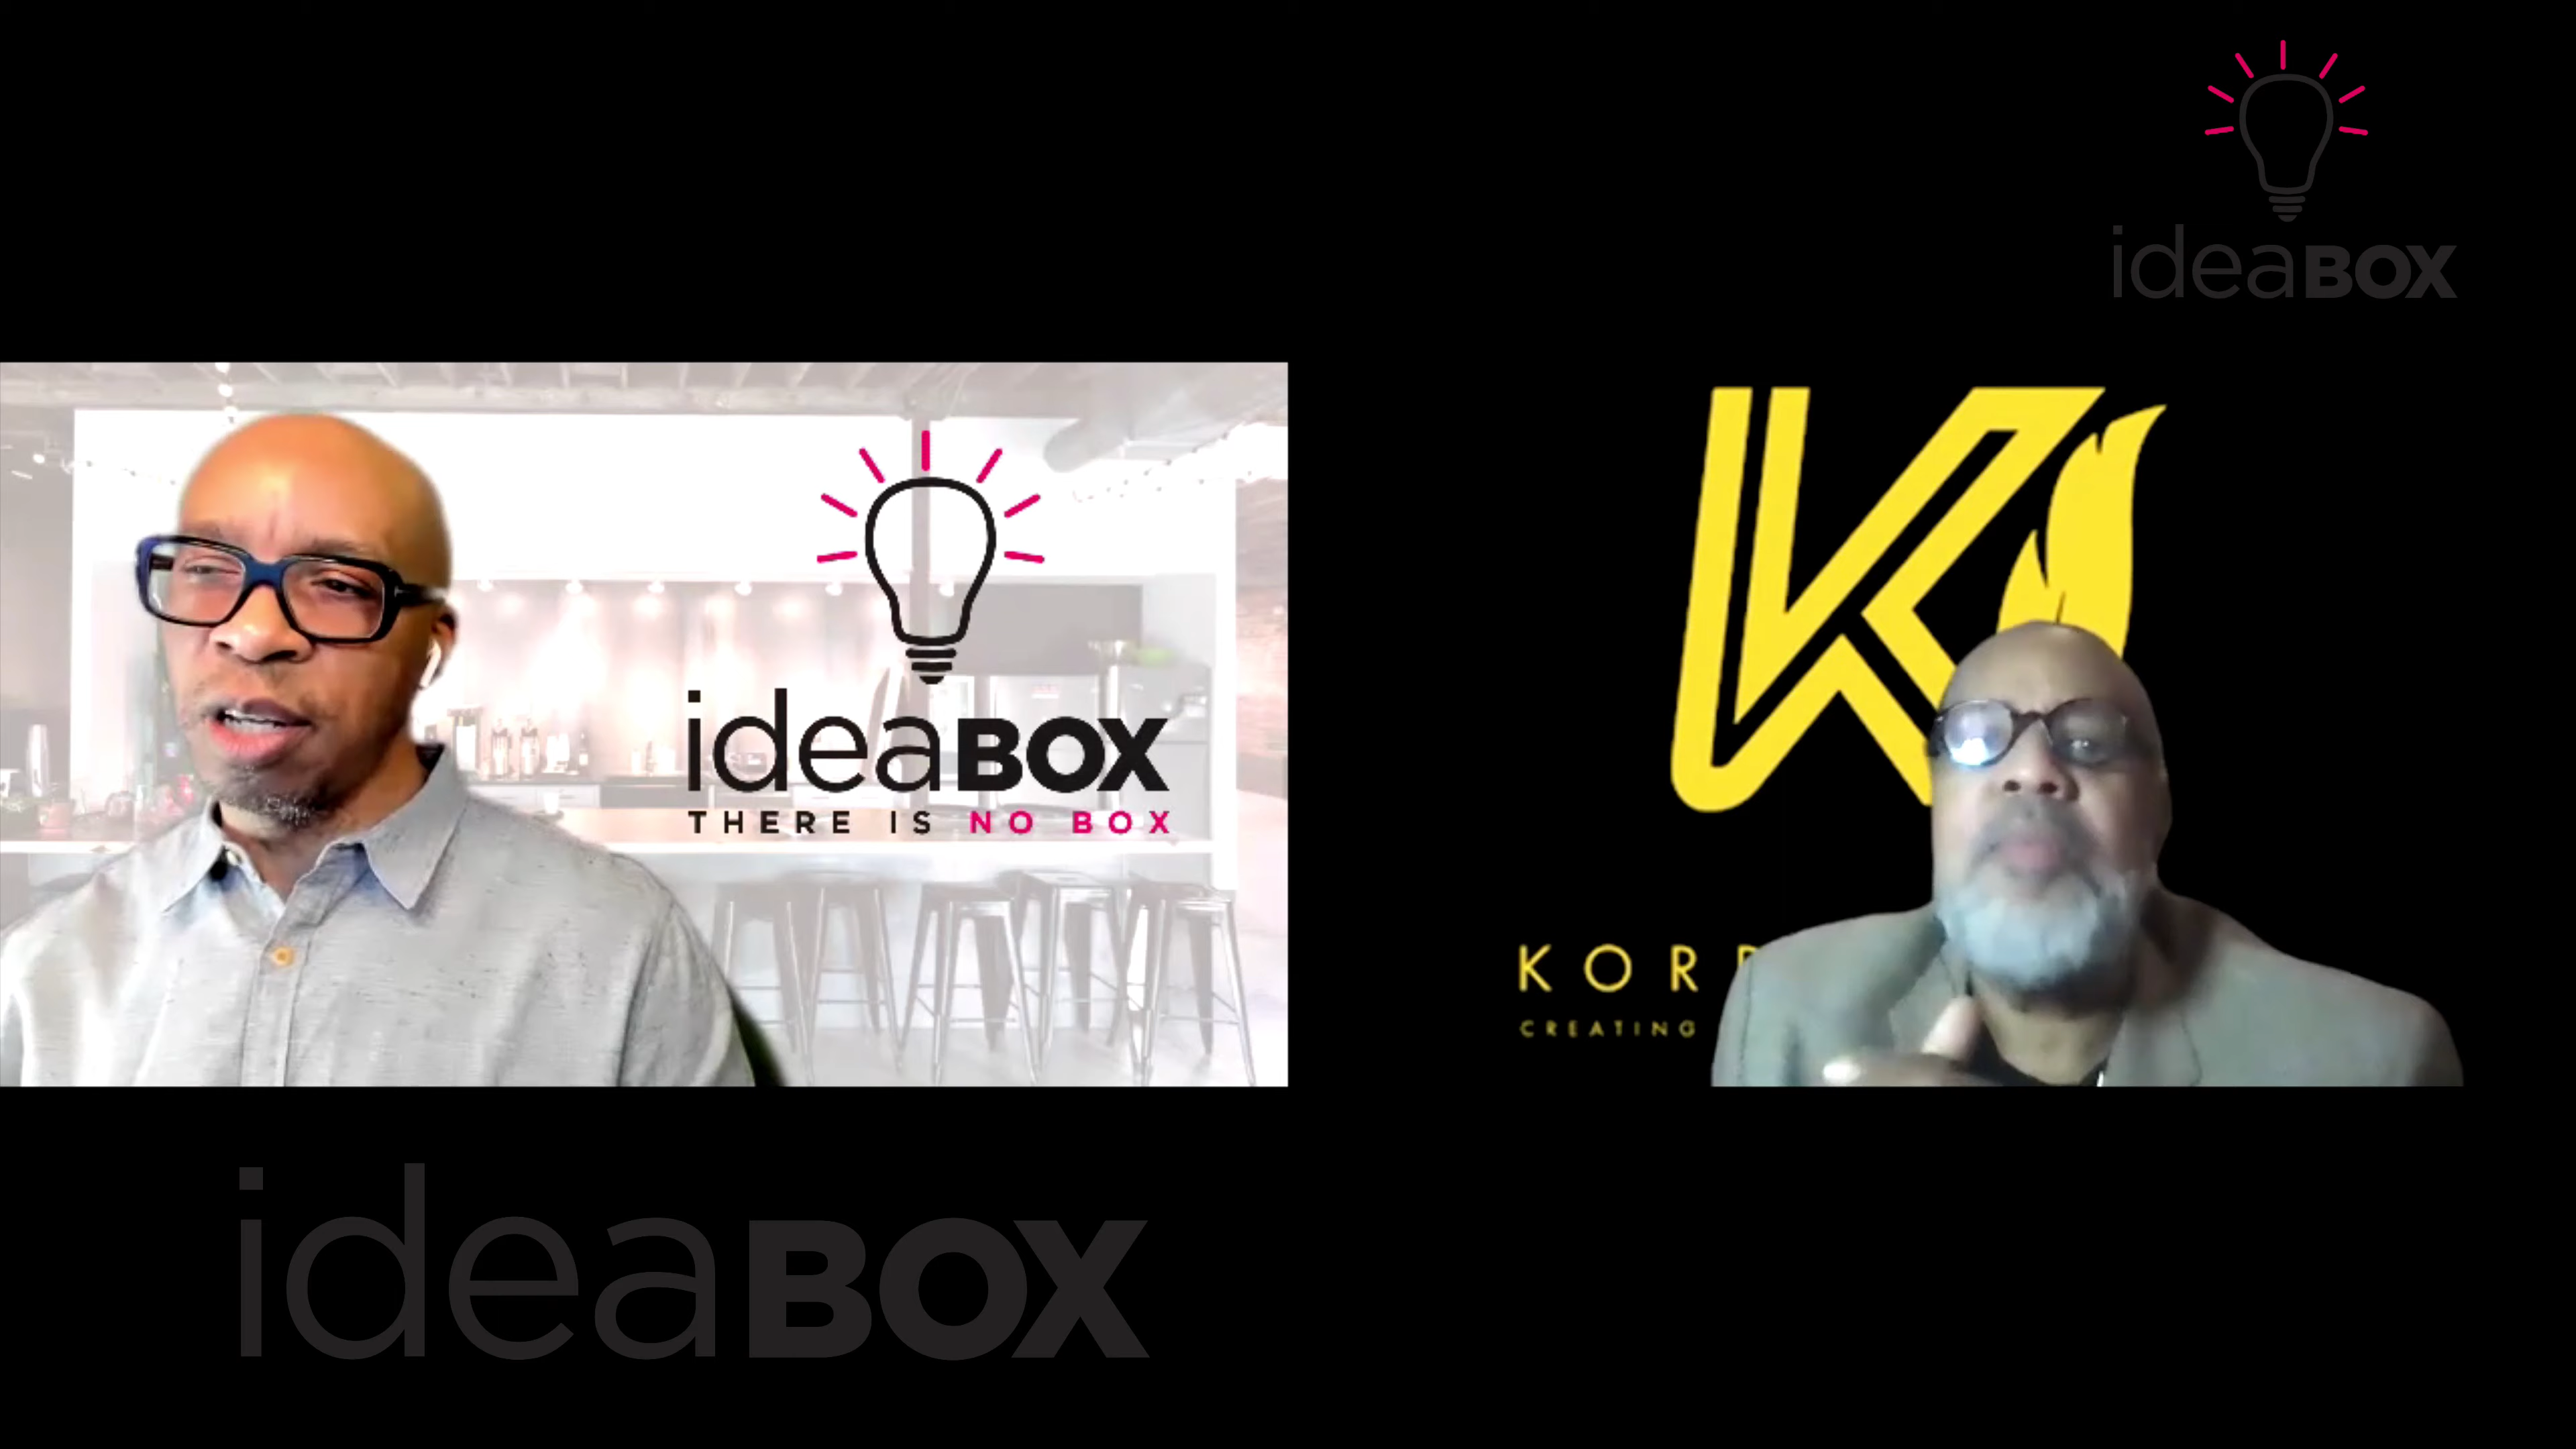 ideaBOX
ideaBOX
THERE IS NO BOX
K
KOR
CREATING
ideaBOX